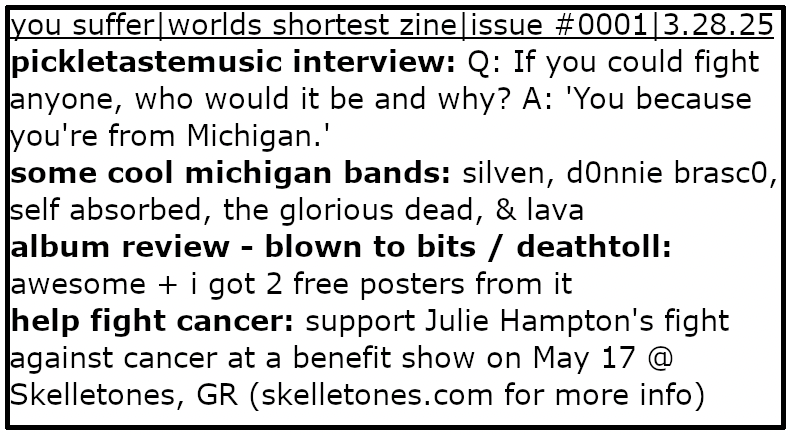 you suffer|worlds shortest zine|issue #0001|3.28.25
pickletastemusic interview: Q: If you could fight
anyone, who would it be and why? A: 'You because
you're from Michigan.'
some cool michigan bands: silven, d0nnie brasc0,
self absorbed, the glorious dead, & lava
album review - blown to bits / deathtoll:
awesome + i got 2 free posters from it
help fight cancer: support Julie Hampton's fight
against cancer at a benefit show on May 17 @
Skelletones, GR (skelletones.com for more info)